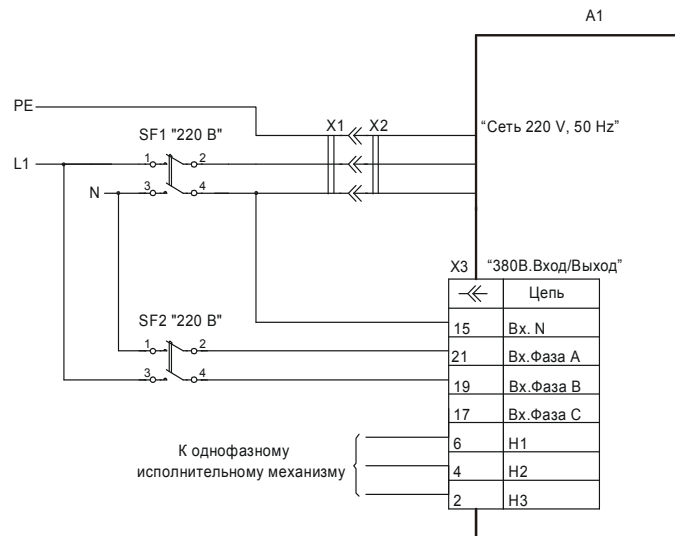 A1
PE
SF1 "220 В"
X1
X2
“Сеть 220 V, 50 Hz”
L1
1
2
N
3
4
X3
“380В.Вход/Выход”
Цепь
SF2 "220 В"
15
Вх. N
1
2
21
Вх.Фаза А
3
4
19
Вх.Фаза В
17
Вх.Фаза С
К однофазному
исполнительному механизму
6
Н1
4
Н2
2
Н3